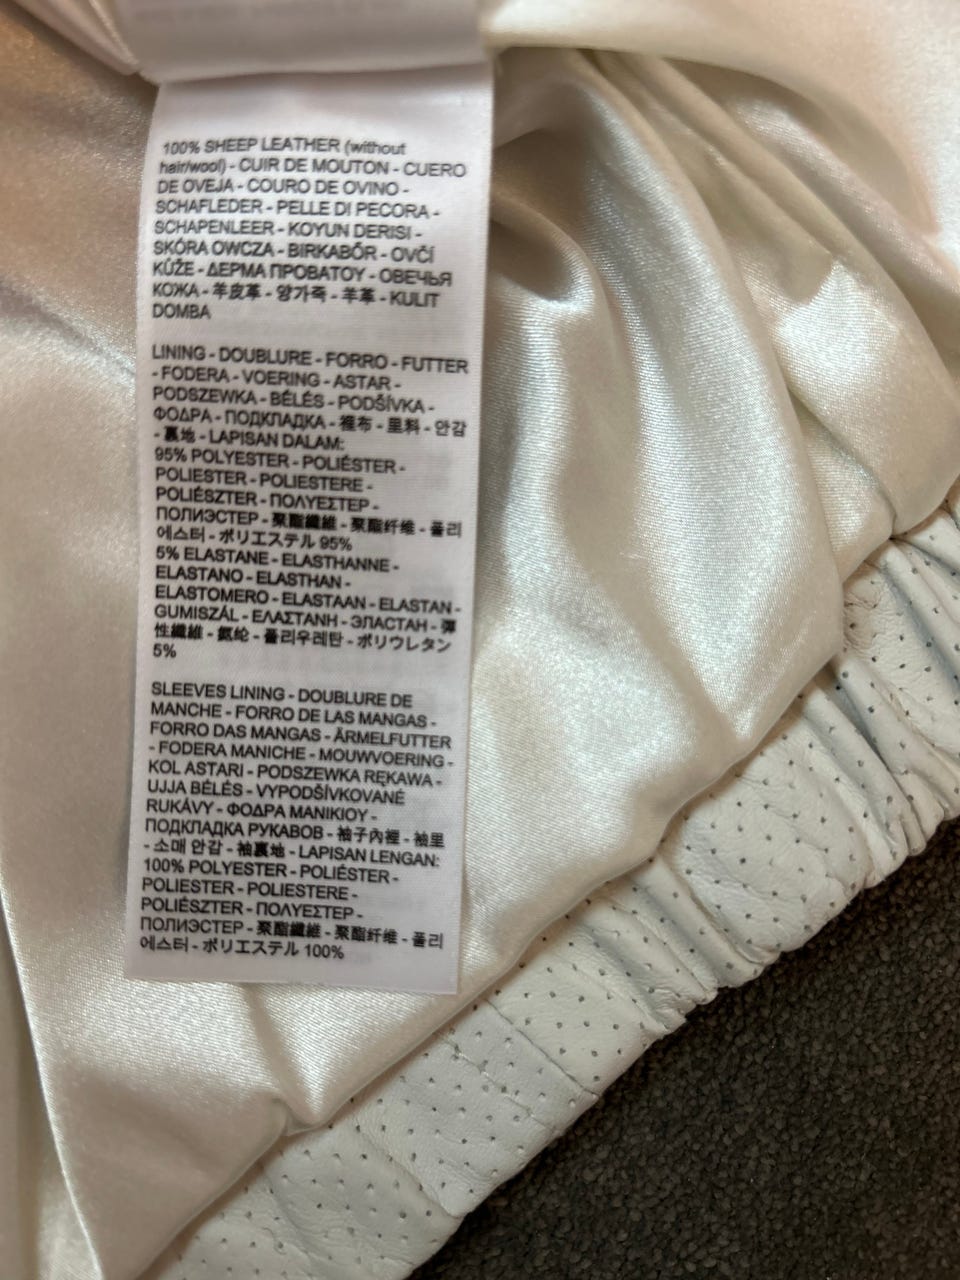 100% SHEEP LEATHER (without
hair/wool) - CUIR DE MOUTON - CUERO
DE OVEJA - COURO DE OVINO -
SCHAFLEDER - PELLE DI PECORA -
SCHAPENLEER - KOYUN DERISI -
SKÓRA OWCZA - BIRKABŐR - OVČÍ
KŮŽE - ΔΕΡΜΑ ΠΡΟΒΑΤΟΥ - ОВЕЧЬЯ
КОЖА - 羊皮革 - 양가죽 - 羊革 - KULIT
DOMBA
LINING - DOUBLURE - FORRO - FUTTER
- FODERA - VOERING - ASTAR -
PODSZEWKA - BÉLÉS - PODŠÍVKA -
ΦΟΔΡΑ - ПОДКЛАДКА - 裡布 - 里料 - 안감
- 裏地 - LAPISAN DALAM:
95% POLYESTER - POLIÉSTER -
POLIESTER - POLIESTERE -
POLIÉSZTER - ΠΟΛΥΕΣΤΕΡ -
ПОЛИЭСТЕР - 聚酯纖維 - 聚酯纤维 - 폴리
에스터 - ポリエステル 95%
5% ELASTANE - ELASTHANNE -
ELASTANO - ELASTHAN -
ELASTOMERO - ELASTAAN - ELASTAN -
GUMISZÁL - ΕΛΑΣΤΑΝΗ - ЭЛАСТАН - 彈
性纖維 - 氨纶 - 폴리우레탄 - ポリウレタン
5%
SLEEVES LINING - DOUBLURE DE
MANCHE - FORRO DE LAS MANGAS -
FORRO DAS MANGAS - ÄRMELFUTTER
- FODERA MANICHE - MOUWVOERING -
KOL ASTARI - PODSZEWKA RĘKAWA -
UJJA BÉLÉS - VYPODŠÍVKOVANÉ
RUKÁVY - ΦΟΔΡΑ ΜΑΝΙΚΙΟΥ -
ПОДКЛАДКА РУКАВОВ - 袖子內裡 - 袖里
- 소매 안감 - 袖裏地 - LAPISAN LENGAN:
100% POLYESTER - POLIÉSTER -
POLIESTER - POLIESTERE -
POLIÉSZTER - ΠΟΛΥΕΣΤΕΡ -
ПОЛИЭСТЕР - 聚酯纖維 - 聚酯纤维 - 폴리
에스터 - ポリエステル 100%